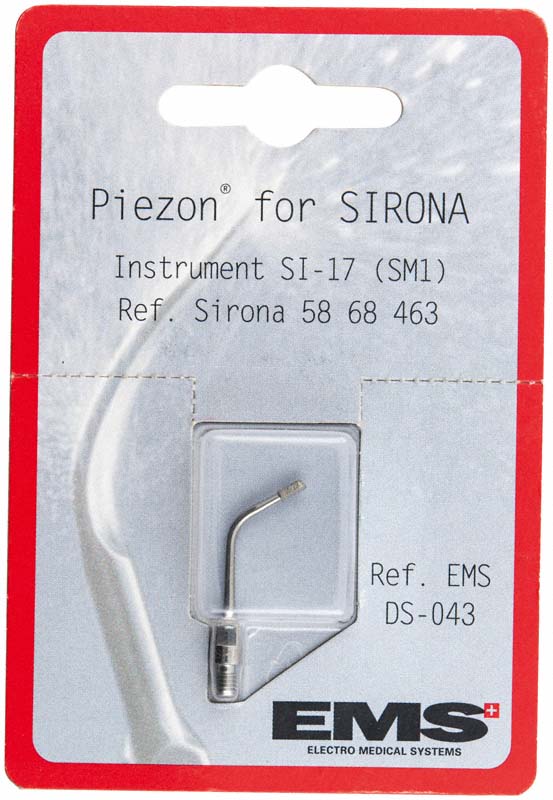 Piezon® for SIRONA
Instrument SI-17 (SM1)
Ref. Sirona 58 68 463
Ref. EMS
DS-043
EMS
ELECTRO MEDICAL SYSTEMS